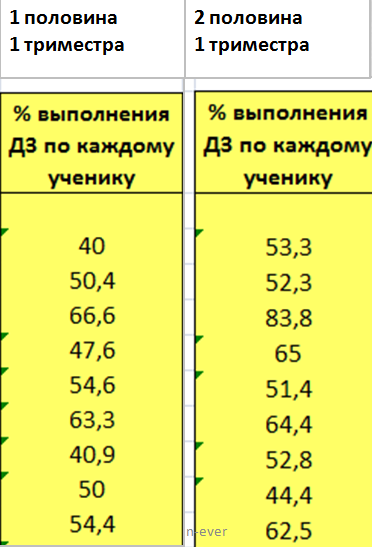 1 половина
1 триместра
2 половина
1 триместра
% выполнения
ДЗ по каждому
ученику
% выполнения
ДЗ по каждому
ученику
40
53,3
50,4
52,3
66,6
83,8
47,6
65
54,6
51,4
63,3
64,4
40,9
52,8
50
44,4
54,4
62,5
n-ever